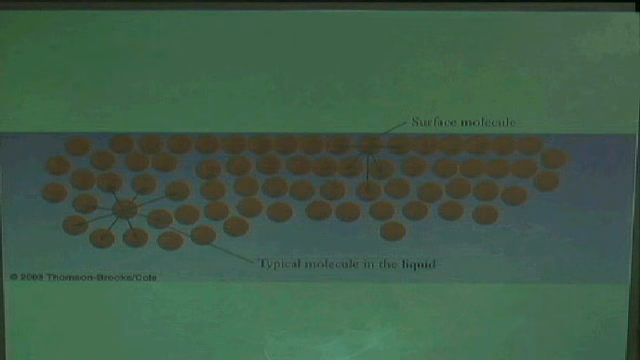 Surface molecule
Typical molecule in the liquid
© 2003 Thomson-Brooks/Cole